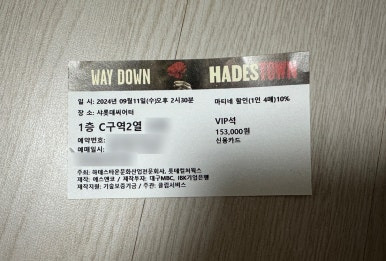 WAY DOWN HADESTOWN
일 시: 2024년 09월11일(수)오후 2시30분 마티네 할인(1인 4매)10%
장 소: 샤롯데씨어터
1층 C구역2열 VIP석
예약번호: 153,000원
예매일시: 신용카드
주최: 하데스타운문화산업전문회사, 롯데컬처웍스
제작: 에스앤코 / 제작투자: 대구MBC, IBK기업은행
제작지원: 기술보증기금 / 주관: 클립서비스